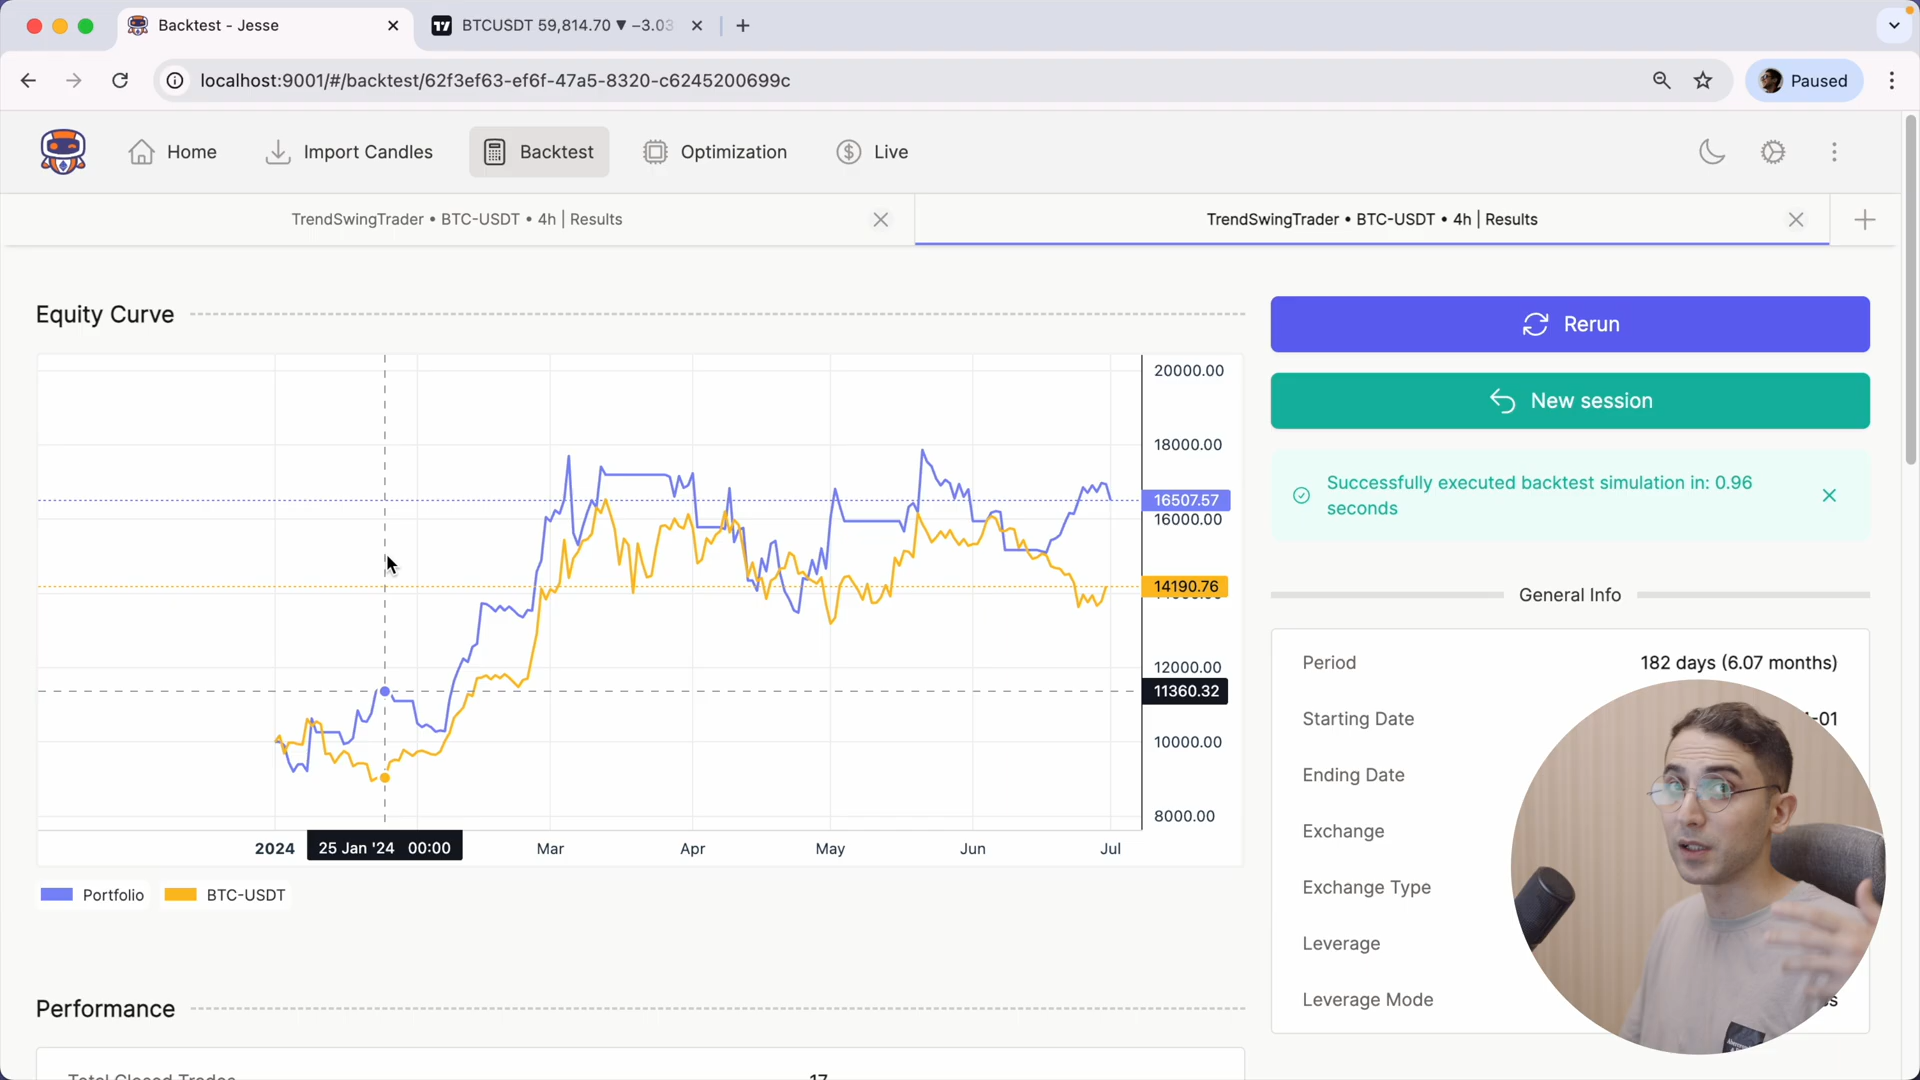 Backtest - Jesse
BTCUSDT 59,814.70 ▼ −3.03
localhost:9001/#/backtest/62f3ef63-ef6f-47a5-8320-c6245200699c
Paused
Home
Import Candles
Backtest
Optimization
Live
TrendSwingTrader • BTC-USDT • 4h | Results
TrendSwingTrader • BTC-USDT • 4h | Results
Equity Curve
20000.00
18000.00
16507.57
16000.00
14190.76
12000.00
11360.32
10000.00
8000.00
2024
25 Jan '24 00:00
Mar
Apr
May
Jun
Jul
Portfolio
BTC-USDT
Rerun
New session
Successfully executed backtest simulation in: 0.96
seconds
General Info
Period
182 days (6.07 months)
Starting Date
-01
Ending Date
Exchange
Exchange Type
Leverage
Leverage Mode
Performance
Total Closed Trades
17